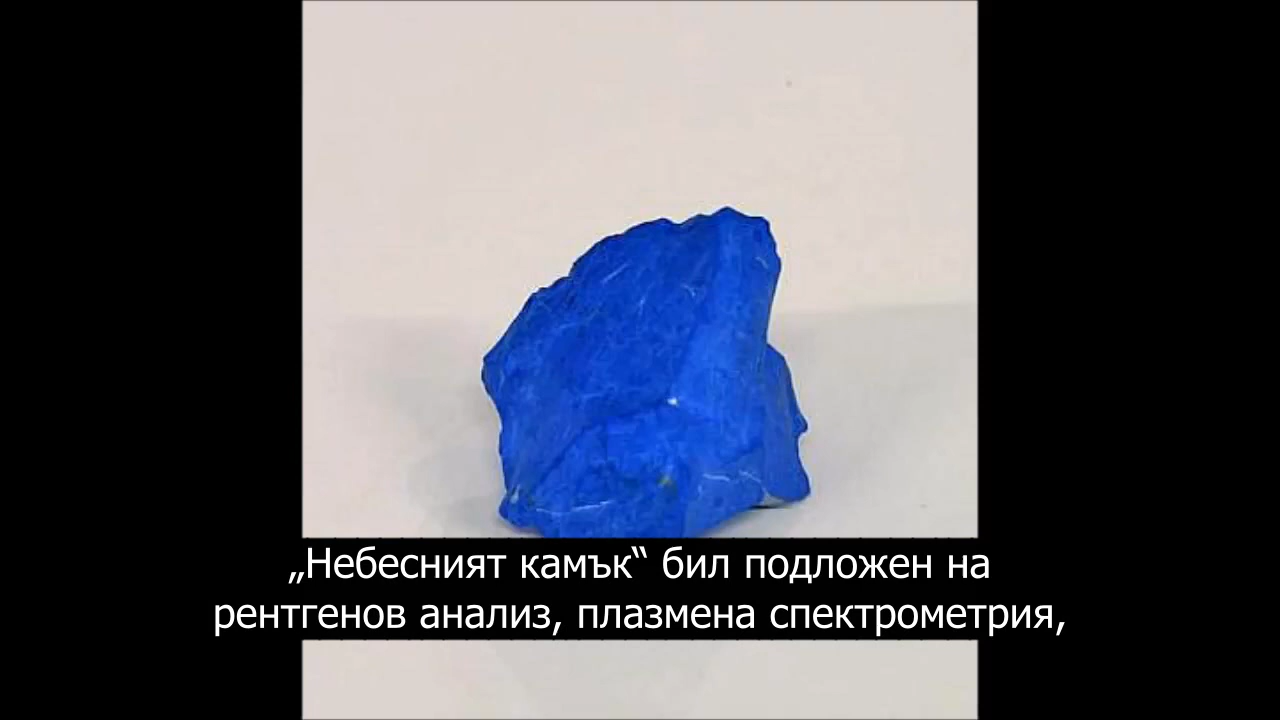 „Небесният камък“ бил подложен на
рентгенов анализ, плазмена спектрометрия,